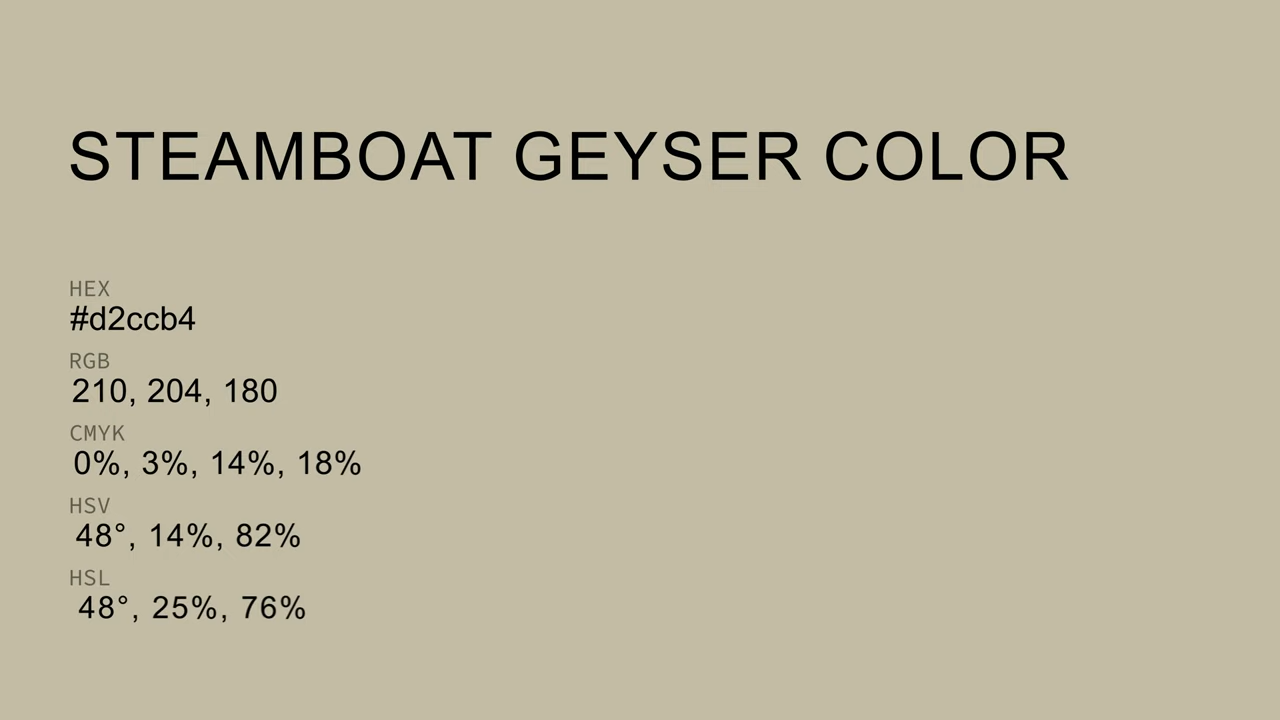 STEAMBOAT GEYSER COLOR
HEX
#d2ccb4
RGB
210, 204, 180
CMYK
0%, 3%, 14%, 18%
HSV
48°, 14%, 82%
HSL
48°, 25%, 76%